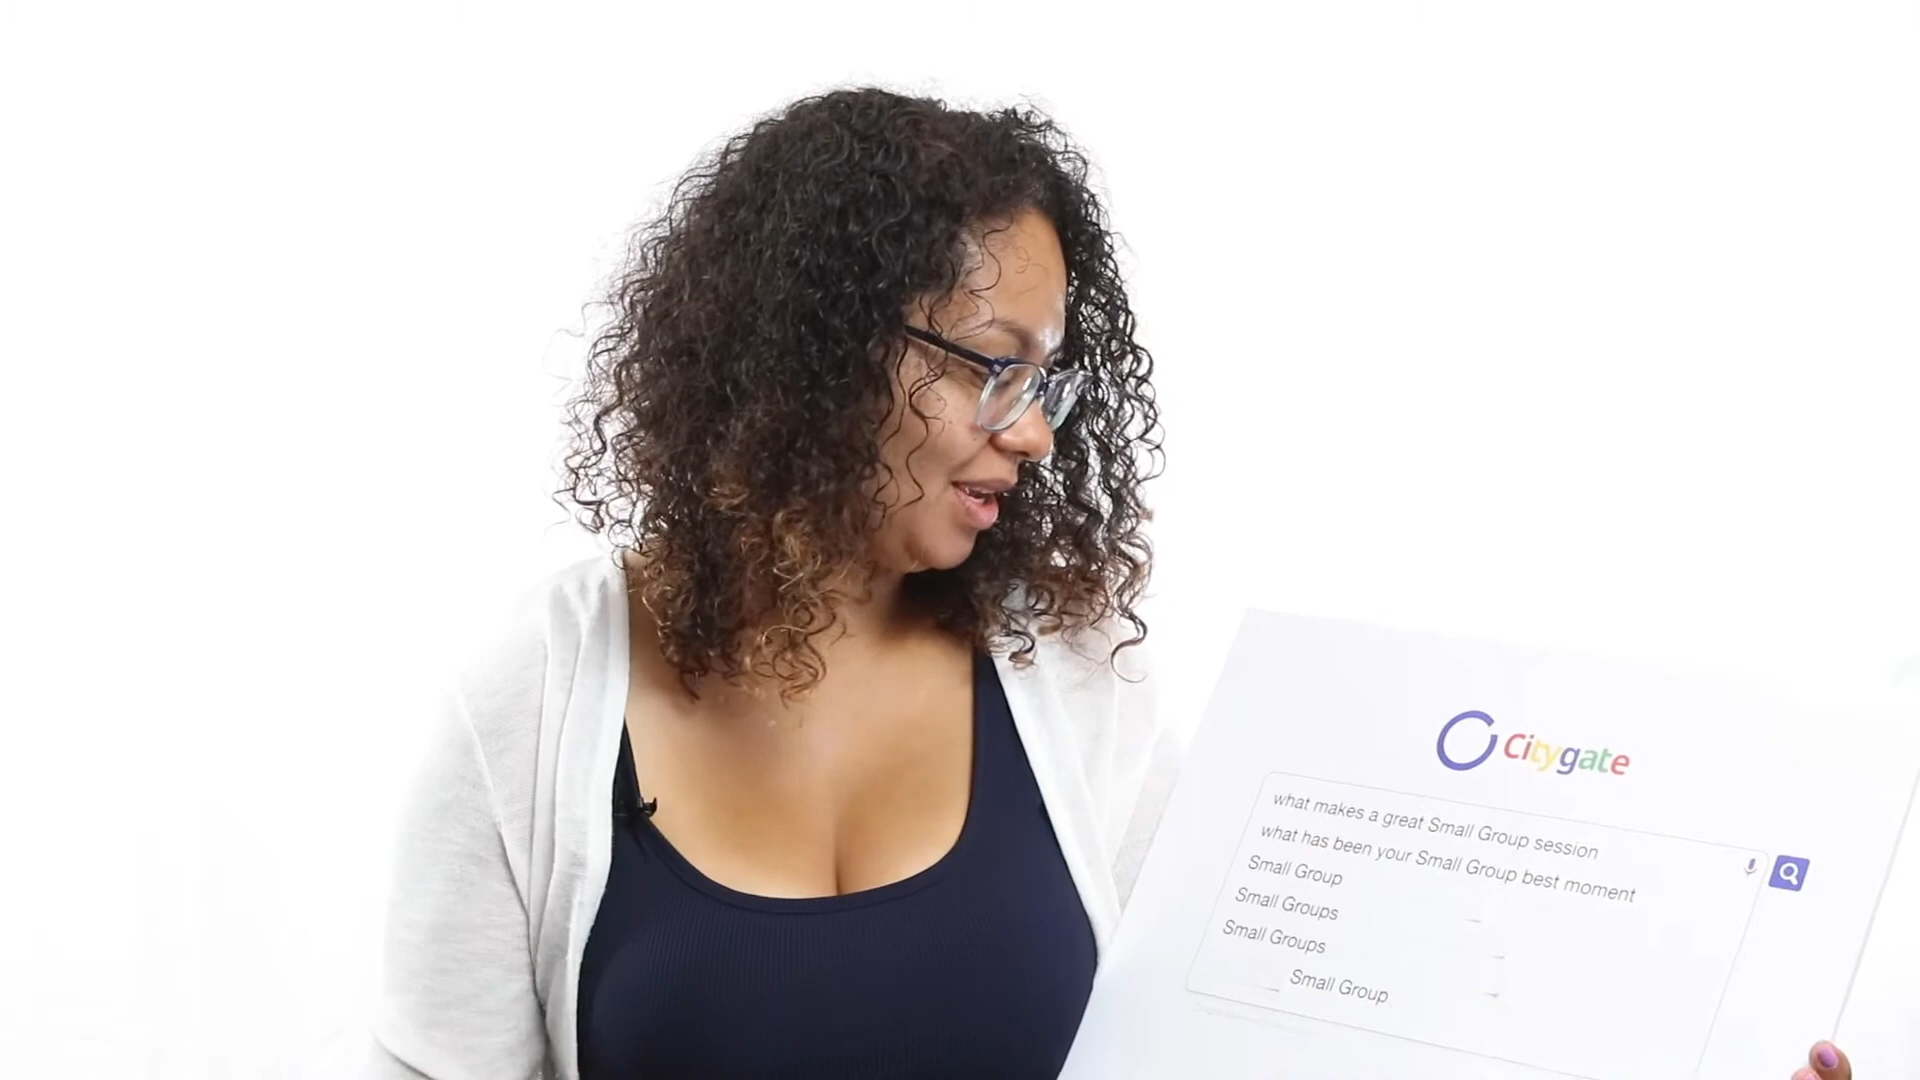 Citygate
what makes a great Small Group session
what has been your Small Group best moment
Small Group
Small Groups
Small Groups
Small Group